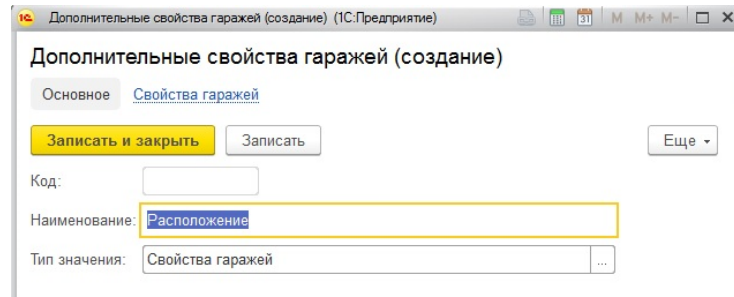 1С Дополнительные свойства гаражей (создание) (1С:Предприятие) 31 M M+ M-
Дополнительные свойства гаражей (создание)
Основное Свойства гаражей
Записать и закрыть Записать Еще
Код:
Наименование: Расположение
Тип значения: Свойства гаражей ...